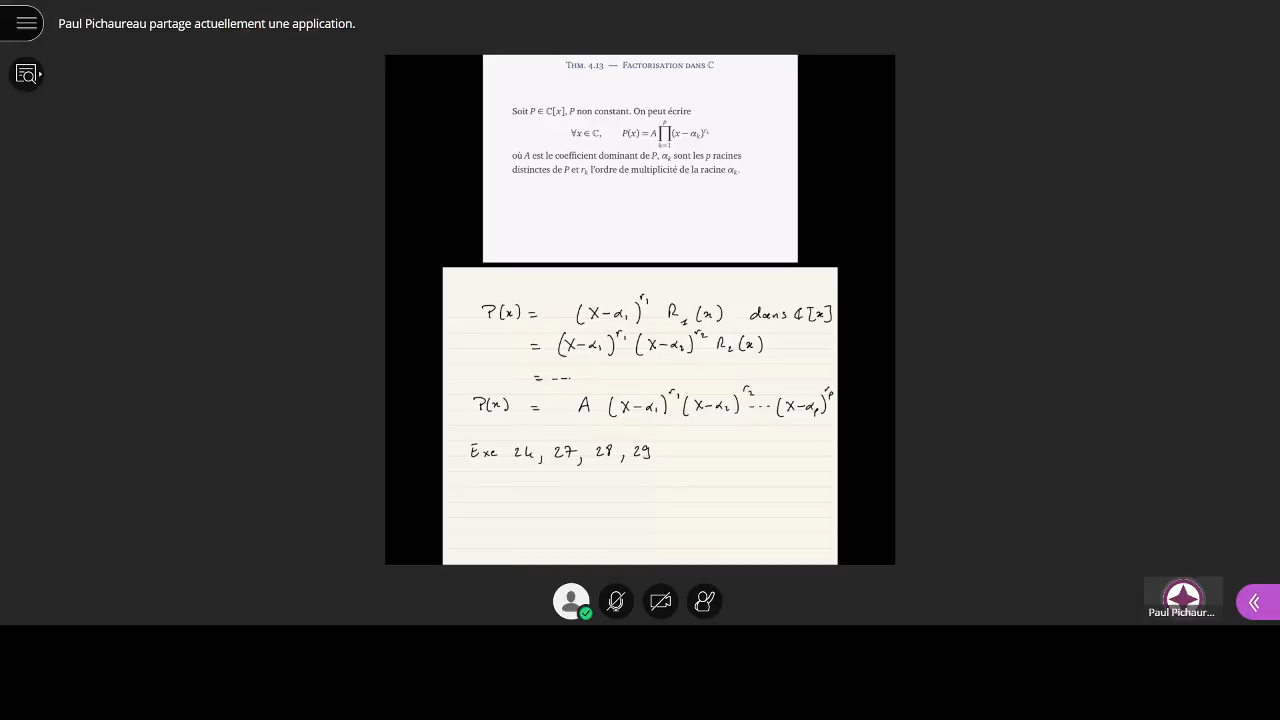 Paul Pichaureau partage actuellement une application.
THM. 4.13 — FACTORISATION DANS ℂ
Soit P ∈ ℂ[x], P non constant. On peut écrire
∀x ∈ ℂ, P(x) = A ∏_{k=1}^{p} (x − α_k)^{r_k}
où A est le coefficient dominant de P, α_k sont les p racines
distinctes de P et r_k l'ordre de multiplicité de la racine α_k.
P(x) = (X-α₁)^{r₁} R₁(x) dans ℂ[x]
= (X-α₁)^{r₁} (X-α₂)^{r₂} R₂(x)
= ...
P(x) = A (X-α₁)^{r₁} (X-α₂)^{r₂} ... (X-α_p)^{r_p}
Exe 24, 27, 28, 29
Paul Pichaur...